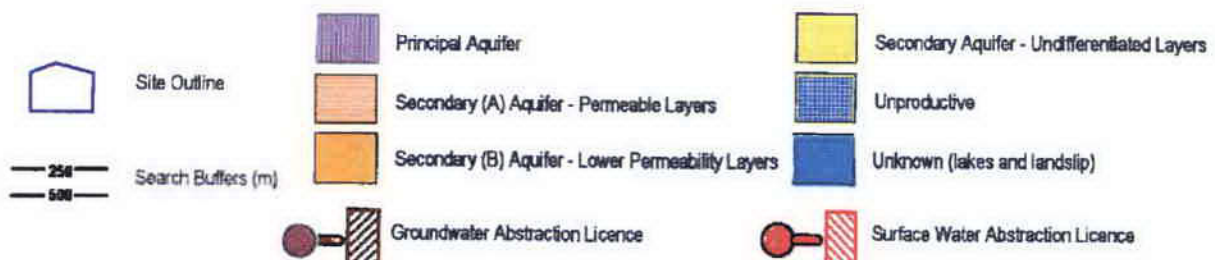 Site Outline
250
500
Search Buffers (m)
Principal Aquifer
Secondary (A) Aquifer - Permeable Layers
Secondary (B) Aquifer - Lower Permeability Layers
Groundwater Abstraction Licence
Secondary Aquifer - Undifferentiated Layers
Unproductive
Unknown (lakes and landslip)
Surface Water Abstraction Licence